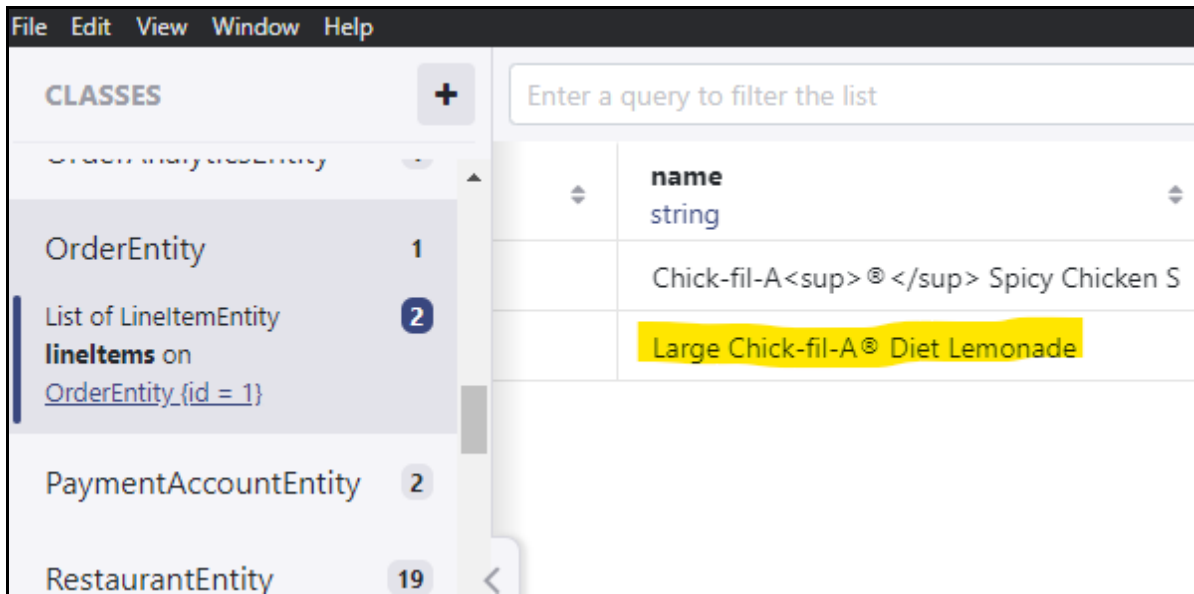 File Edit View Window Help
CLASSES +
Enter a query to filter the list
name
string
OrderEntity 1
List of LineItemEntity 2
lineItems on
OrderEntity {id = 1}
Chick-fil-A<sup>®</sup> Spicy Chicken S
Large Chick-fil-A® Diet Lemonade
PaymentAccountEntity 2
RestaurantEntity 19